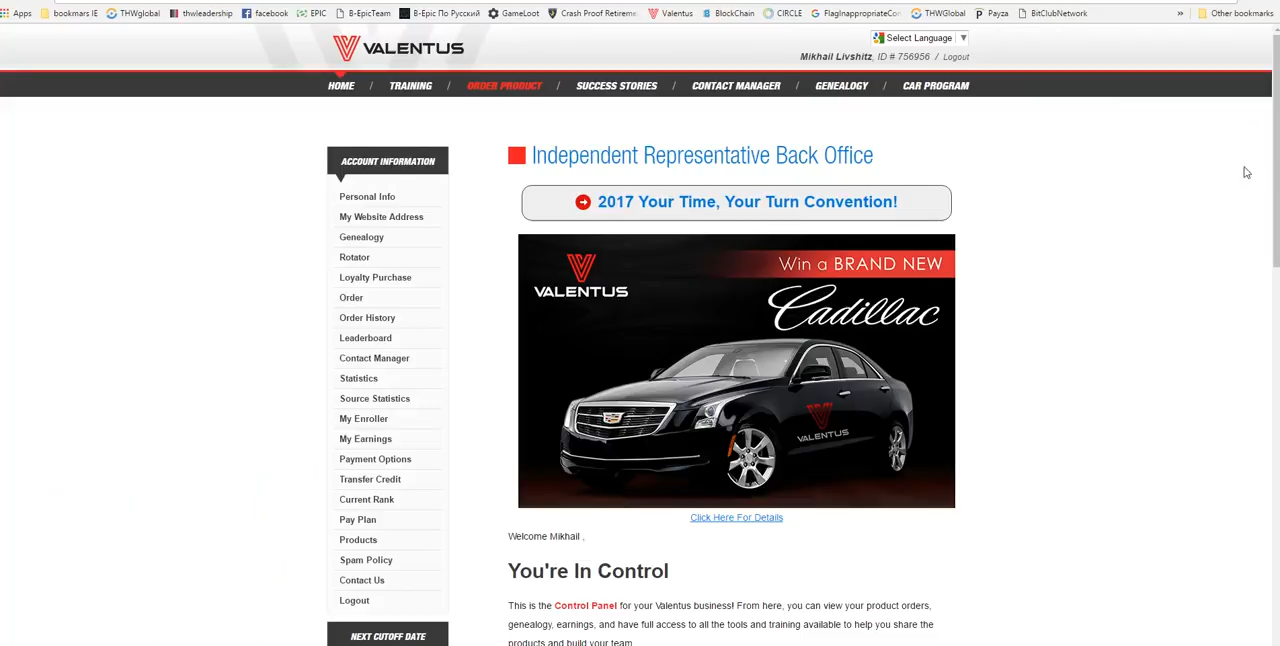 Apps bookmars IE THWglobal thwleadership facebook EPIC B-EpicTeam B-Epic По Русский GameLoot Crash Proof Retireme Valentus BlockChain CIRCLE FlagInappropriateCon THWGlobal Payza BitClubNetwork » Other bookmarks
VALENTUS
Select Language ▼
Mikhail Livshitz, ID # 756956 / Logout
HOME / TRAINING / ORDER PRODUCT / SUCCESS STORIES / CONTACT MANAGER / GENEALOGY / CAR PROGRAM
ACCOUNT INFORMATION
Personal Info
My Website Address
Genealogy
Rotator
Loyalty Purchase
Order
Order History
Leaderboard
Contact Manager
Statistics
Source Statistics
My Enroller
My Earnings
Payment Options
Transfer Credit
Current Rank
Pay Plan
Products
Spam Policy
Contact Us
Logout
NEXT CUTOFF DATE
Independent Representative Back Office
2017 Your Time, Your Turn Convention!
Win a BRAND NEW
VALENTUS
Cadillac
VALENTUS
Click Here For Details
Welcome Mikhail ,
You're In Control
This is the Control Panel for your Valentus business! From here, you can view your product orders,
genealogy, earnings, and have full access to all the tools and training available to help you share the
products and build your team